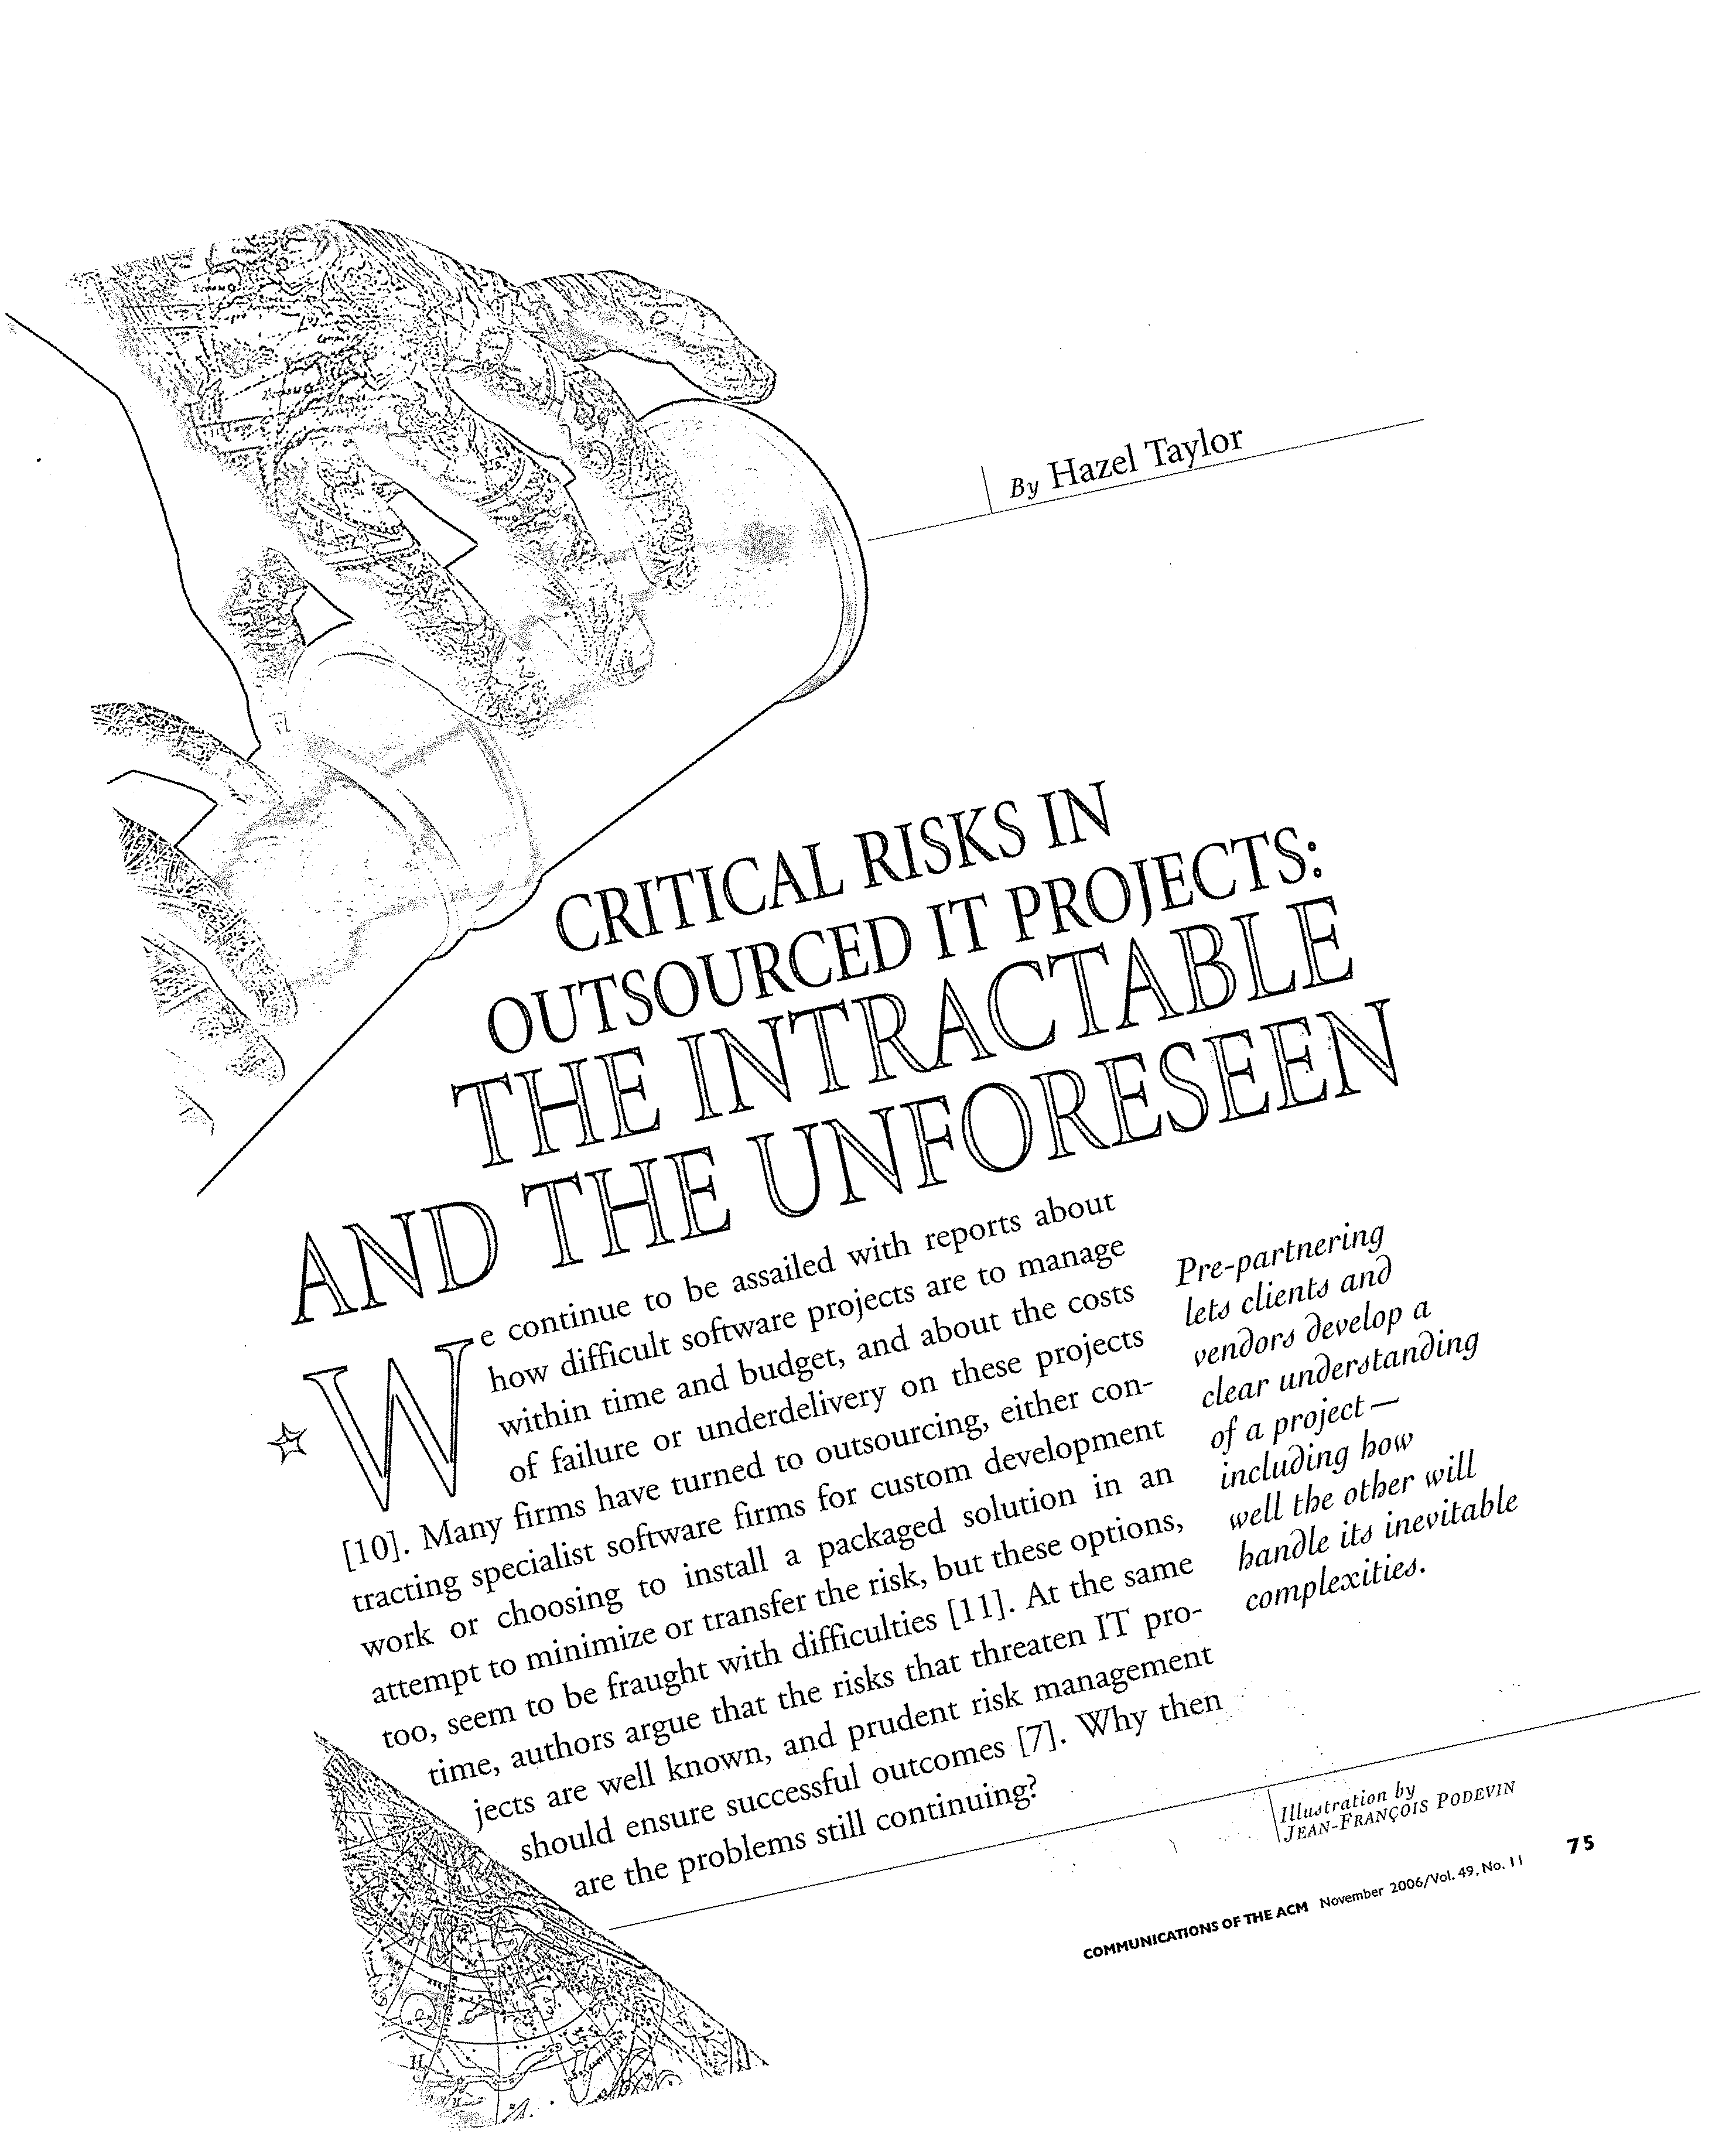 By Hazel Taylor
CRITICAL RISKS IN
OUTSOURCED IT PROJECTS:
THE INTRACTABLE
AND THE UNFORESEEN
We continue to be assailed with reports about
how difficult software projects are to manage
within time and budget, and about the costs
of failure or underdelivery on these projects
[10]. Many firms have turned to outsourcing, either con-
tracting specialist software firms for custom development
work or choosing to install a packaged solution in an
attempt to minimize or transfer the risk, but these options,
too, seem to be fraught with difficulties [11]. At the same
time, authors argue that the risks that threaten IT pro-
jects are well known, and prudent risk management
should ensure successful outcomes [7]. Why then
are the problems still continuing?
Pre-partnering
lets clients and
vendors develop a
clear understanding
of a project—
including how
well the other will
handle its inevitable
complexities.
Illustration by
JEAN-FRANÇOIS PODEVIN
COMMUNICATIONS OF THE ACM November 2006/Vol. 49, No. 11 75